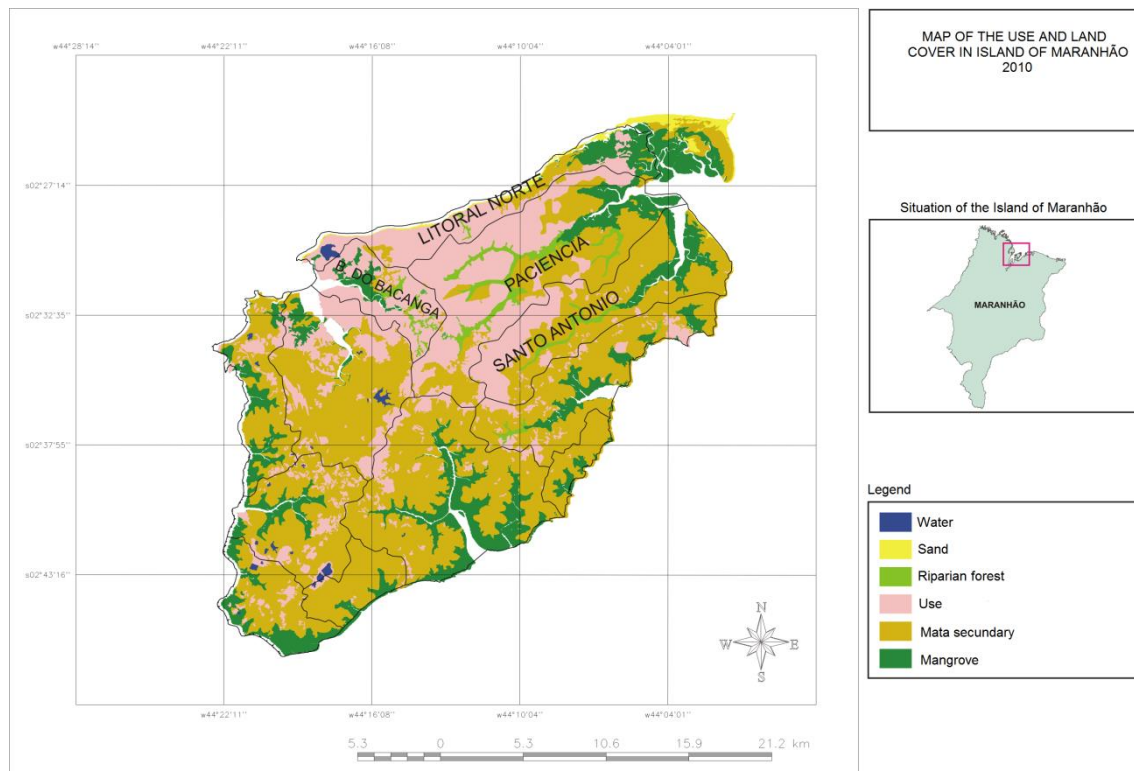 MAP OF THE USE AND LAND
COVER IN ISLAND OF MARANHÃO
2010
w44°28'14''
w44°22'11''
w44°16'08''
w44°10'04''
w44°04'01''
s02°27'14''
s02°32'35''
s02°37'55''
s02°43'16''
LITORAL NORTE
B. DO BACANGA
PACIENCIA
SANTO ANTONIO
N
W
E
S
w44°22'11''
w44°16'08''
w44°10'04''
w44°04'01''
5.3 0 5.3 10.6 15.9 21.2 km
Situation of the Island of Maranhão
MARANHÃO
Legend
Water
Sand
Riparian forest
Use
Mata secundary
Mangrove